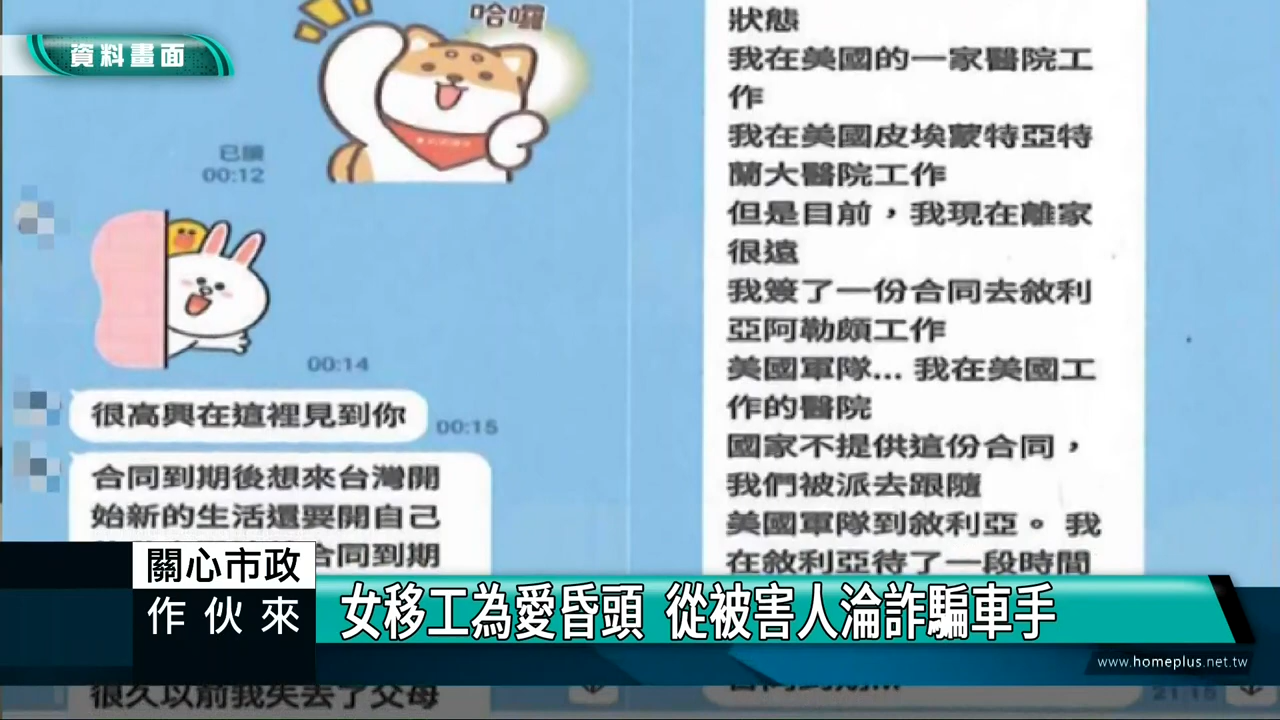 資料畫面
哈囉
已讀
00:12
00:14
很高興在這裡見到你
00:15
合同到期後想來台灣開
始新的生活還要開自己
合同到期
很久以前我失去了父母
狀態
我在美國的一家醫院工
作
我在美國皮埃蒙特亞特
蘭大醫院工作
但是目前，我現在離家
很遠
我簽了一份合同去敘利
亞阿勒頗工作
美國軍隊... 我在美國工
作的醫院
國家不提供這份合同，
我們被派去跟隨
美國軍隊到敘利亞。 我
在敘利亞待了一段時間
21:15
關心市政
作伙來
女移工為愛昏頭 從被害人淪詐騙車手
www.homeplus.net.tw